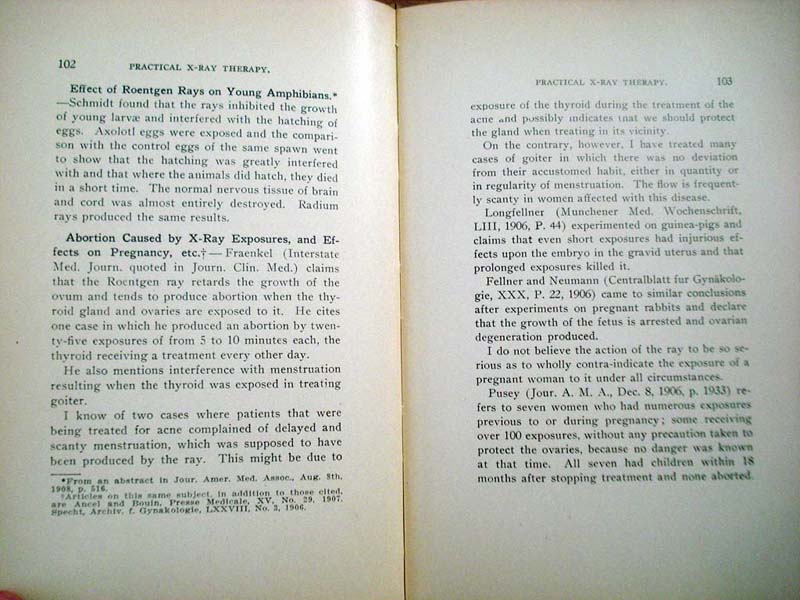 102
PRACTICAL X-RAY THERAPY.
Effect of Roentgen Rays on Young Amphibians.*
—Schmidt found that the rays inhibited the growth
of young larvæ and interfered with the hatching of
eggs. Axolotl eggs were exposed and the compari-
son with the control eggs of the same spawn went
to show that the hatching was greatly interfered
with and that where the animals did hatch, they died
in a short time. The normal nervous tissue of brain
and cord was almost entirely destroyed. Radium
rays produced the same results.
Abortion Caused by X-Ray Exposures, and Ef-
fects on Pregnancy, etc.†—Fraenkel (Interstate
Med. Journ. quoted in Journ. Clin. Med.) claims
that the Roentgen ray retards the growth of the
ovum and tends to produce abortion when the thy-
roid gland and ovaries are exposed to it. He cites
one case in which he produced an abortion by twen-
ty-five exposures of from 5 to 10 minutes each, the
thyroid receiving a treatment every other day.
He also mentions interference with menstruation
resulting when the thyroid was exposed in treating
goiter.
I know of two cases where patients that were
being treated for acne complained of delayed and
scanty menstruation, which was supposed to have
been produced by the ray. This might be due to
*From an abstract in Jour. Amer. Med. Assoc., Aug. 8th,
1908, p. 516.
†Articles on this same subject, in addition to those cited,
are Ancel and Bouin, Presse Medicale, XV, No. 29, 1907.
Specht, Archiv. f. Gynakologie, LXXVIII, No. 3, 1906.
PRACTICAL X-RAY THERAPY.
103
exposure of the thyroid during the treatment of the
acne and possibly indicates that we should protect
the gland when treating in its vicinity.
On the contrary, however, I have treated many
cases of goiter in which there was no deviation
from their accustomed habit, either in quantity or
in regularity of menstruation. The flow is frequent-
ly scanty in women affected with this disease.
Longfellner (Munchener Med. Wochenschrift,
LIII, 1906, P. 44) experimented on guinea-pigs and
claims that even short exposures had injurious ef-
fects upon the embryo in the gravid uterus and that
prolonged exposures killed it.
Fellner and Neumann (Centralblatt fur Gynäkolo-
gie, XXX, P. 22, 1906) came to similar conclusions
after experiments on pregnant rabbits and declare
that the growth of the fetus is arrested and ovarian
degeneration produced.
I do not believe the action of the ray to be so se-
rious as to wholly contra-indicate the exposure of a
pregnant woman to it under all circumstances.
Pusey (Jour. A. M. A., Dec. 8, 1906, p. 1933) re-
fers to seven women who had numerous exposures
previous to or during pregnancy; some receiving
over 100 exposures, without any precaution taken to
protect the ovaries, because no danger was known
at that time. All seven had children within 18
months after stopping treatment and none aborted.